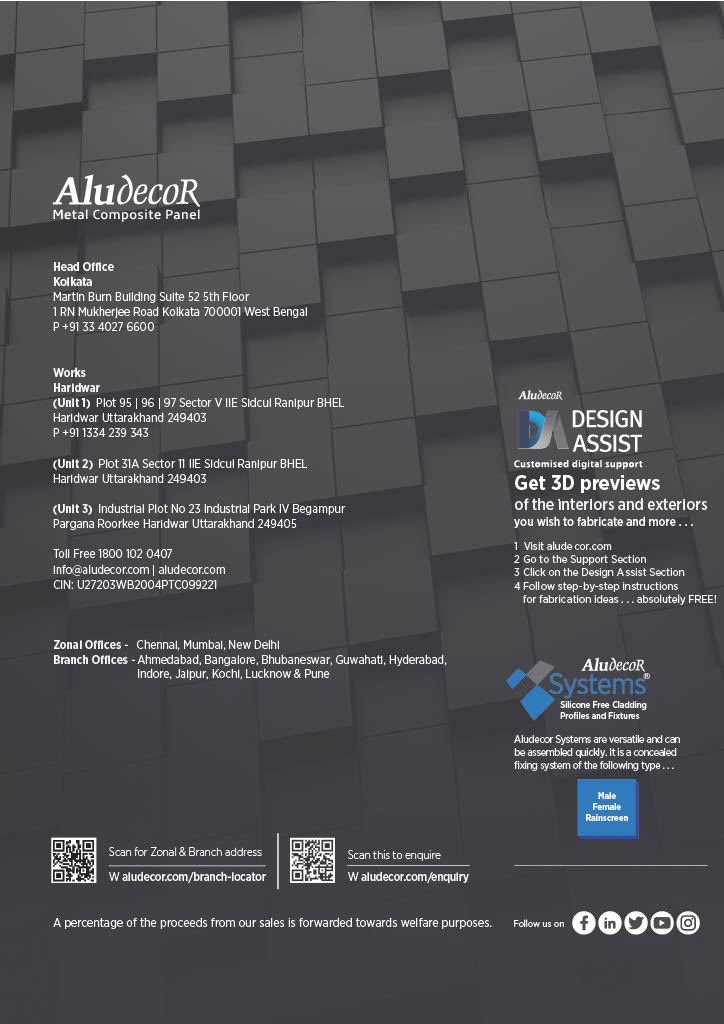 AludecoR
Metal Composite Panel
Head Office
Kolkata
Martin Burn Building Suite 52 5th Floor
1 RN Mukherjee Road Kolkata 700001 West Bengal
P +91 33 4027 6600
Works
Haridwar
(Unit 1) Plot 95 | 96 | 97 Sector V IIE Sidcul Ranipur BHEL
Haridwar Uttarakhand 249403
P +91 1334 239 343
(Unit 2) Plot 31A Sector 11 IIE Sidcul Ranipur BHEL
Haridwar Uttarakhand 249403
(Unit 3) Industrial Plot No 23 Industrial Park IV Begampur
Pargana Roorkee Haridwar Uttarakhand 249405
Toll Free 1800 102 0407
Info@aludecor.com | aludecor.com
CIN: U27203WB2004PTC099221
Zonal Offices - Chennai, Mumbai, New Delhi
Branch Offices - Ahmedabad, Bangalore, Bhubaneswar, Guwahati, Hyderabad,
Indore, Jaipur, Kochi, Lucknow & Pune
AludecoR
DA DESIGN
ASSIST
Customised digital support
Get 3D previews
of the interiors and exteriors
you wish to fabricate and more . . .
1 Visit alude cor.com
2 Go to the Support Section
3 Click on the Design Assist Section
4 Follow step-by-step instructions
for fabrication ideas . . . absolutely FREE!
AludecoR
Systems®
Silicone Free Cladding
Profiles and Fixtures
Aludecor Systems are versatile and can
be assembled quickly. It is a concealed
fixing system of the following type . . .
Male
Female
Rainscreen
Scan for Zonal & Branch address
W aludecor.com/branch-locator
Scan this to enquire
W aludecor.com/enquiry
A percentage of the proceeds from our sales is forwarded towards welfare purposes.
Follow us on